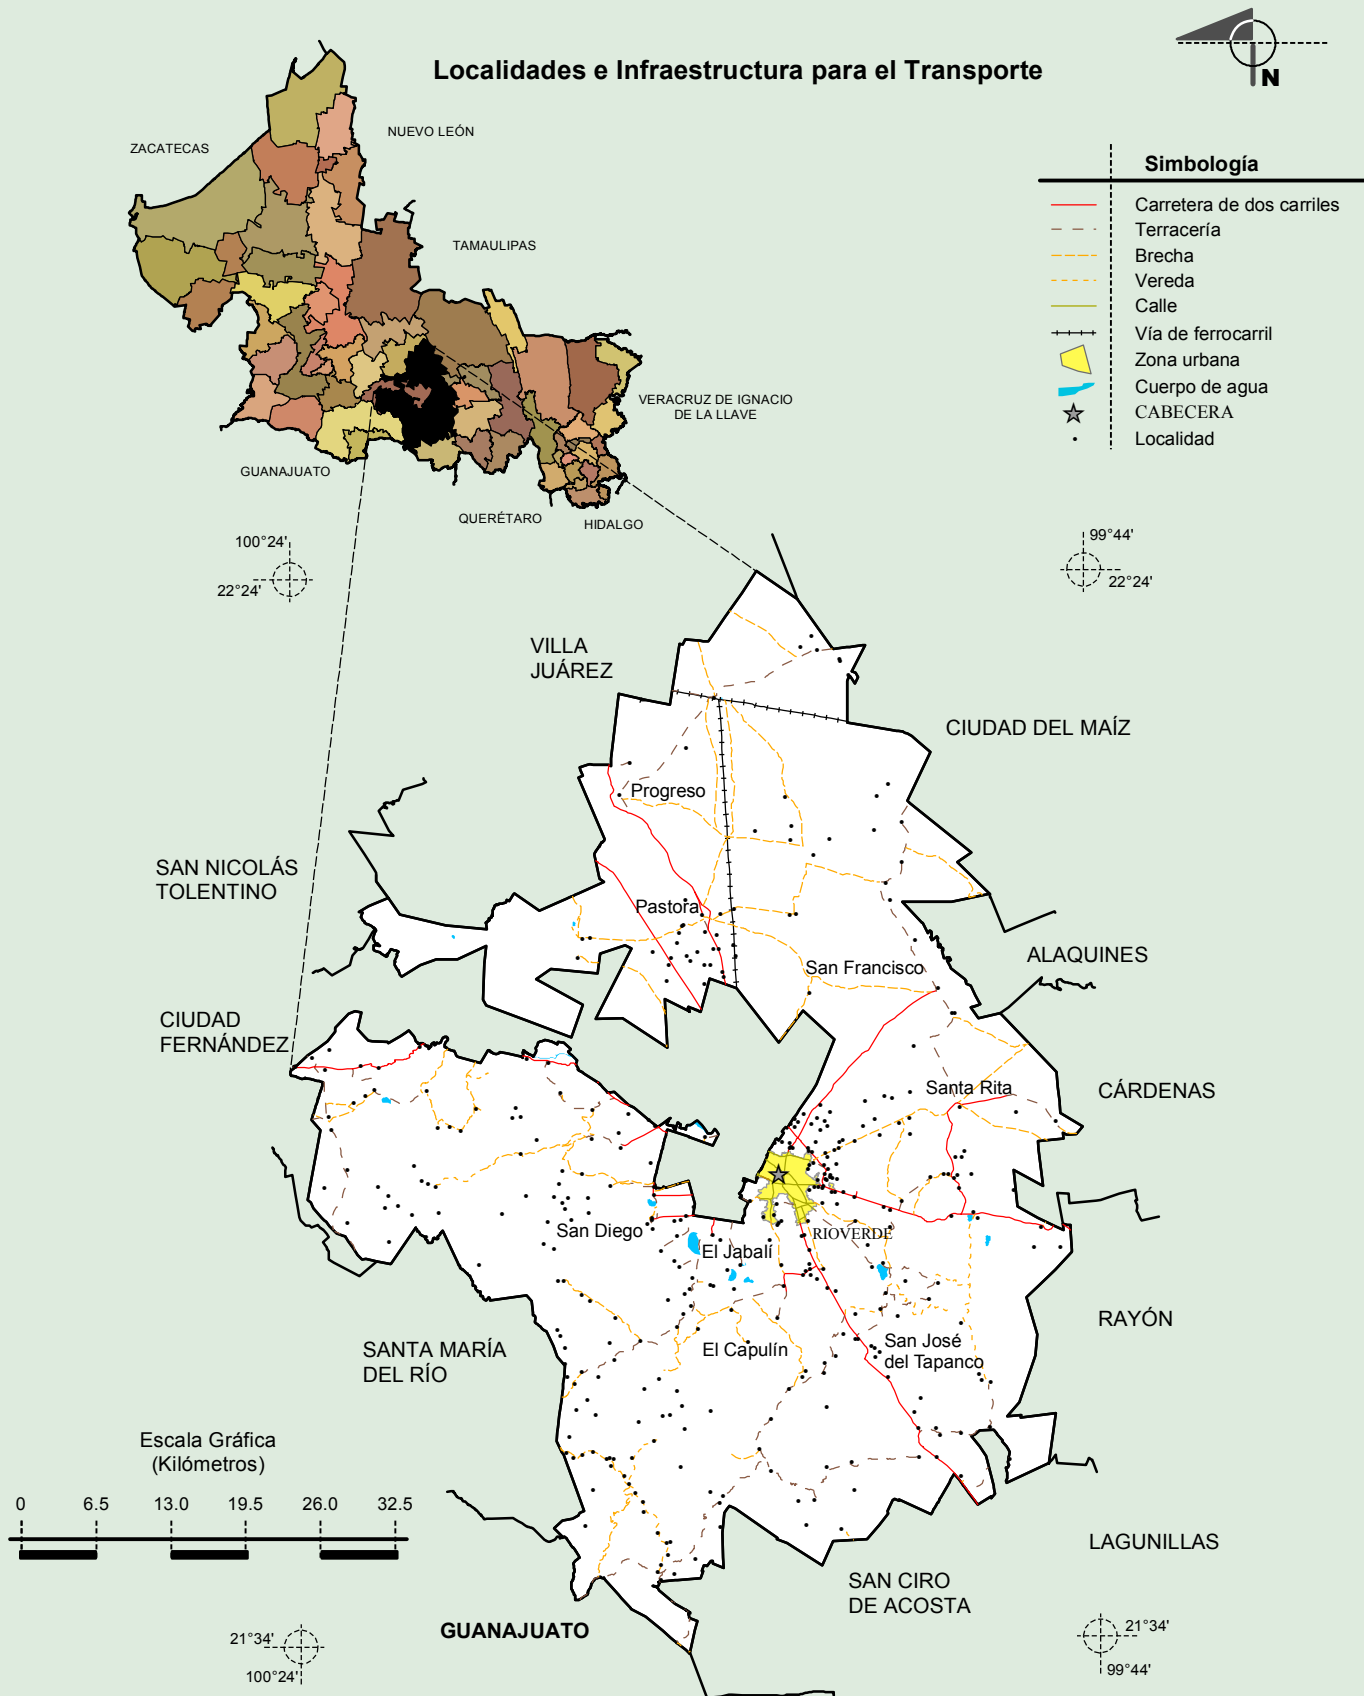 Localidades e Infraestructura para el Transporte
N
ZACATECAS
NUEVO LEÓN
TAMAULIPAS
VERACRUZ DE IGNACIO
DE LA LLAVE
GUANAJUATO
QUERÉTARO
HIDALGO
Simbología
Carretera de dos carriles
Terracería
Brecha
Vereda
Calle
Vía de ferrocarril
Zona urbana
Cuerpo de agua
CABECERA
Localidad
100°24'
22°24'
99°44'
22°24'
VILLA
JUÁREZ
CIUDAD DEL MAÍZ
Progreso
SAN NICOLÁS
TOLENTINO
Pastora
San Francisco
ALAQUINES
CIUDAD
FERNÁNDEZ
Santa Rita
CÁRDENAS
San Diego
El Jabalí
RIOVERDE
RAYÓN
SANTA MARÍA
DEL RÍO
El Capulín
San José
del Tapanco
Escala Gráfica
(Kilómetros)
0 6.5 13.0 19.5 26.0 32.5
LAGUNILLAS
SAN CIRO
DE ACOSTA
GUANAJUATO
21°34'
100°24'
21°34'
99°44'